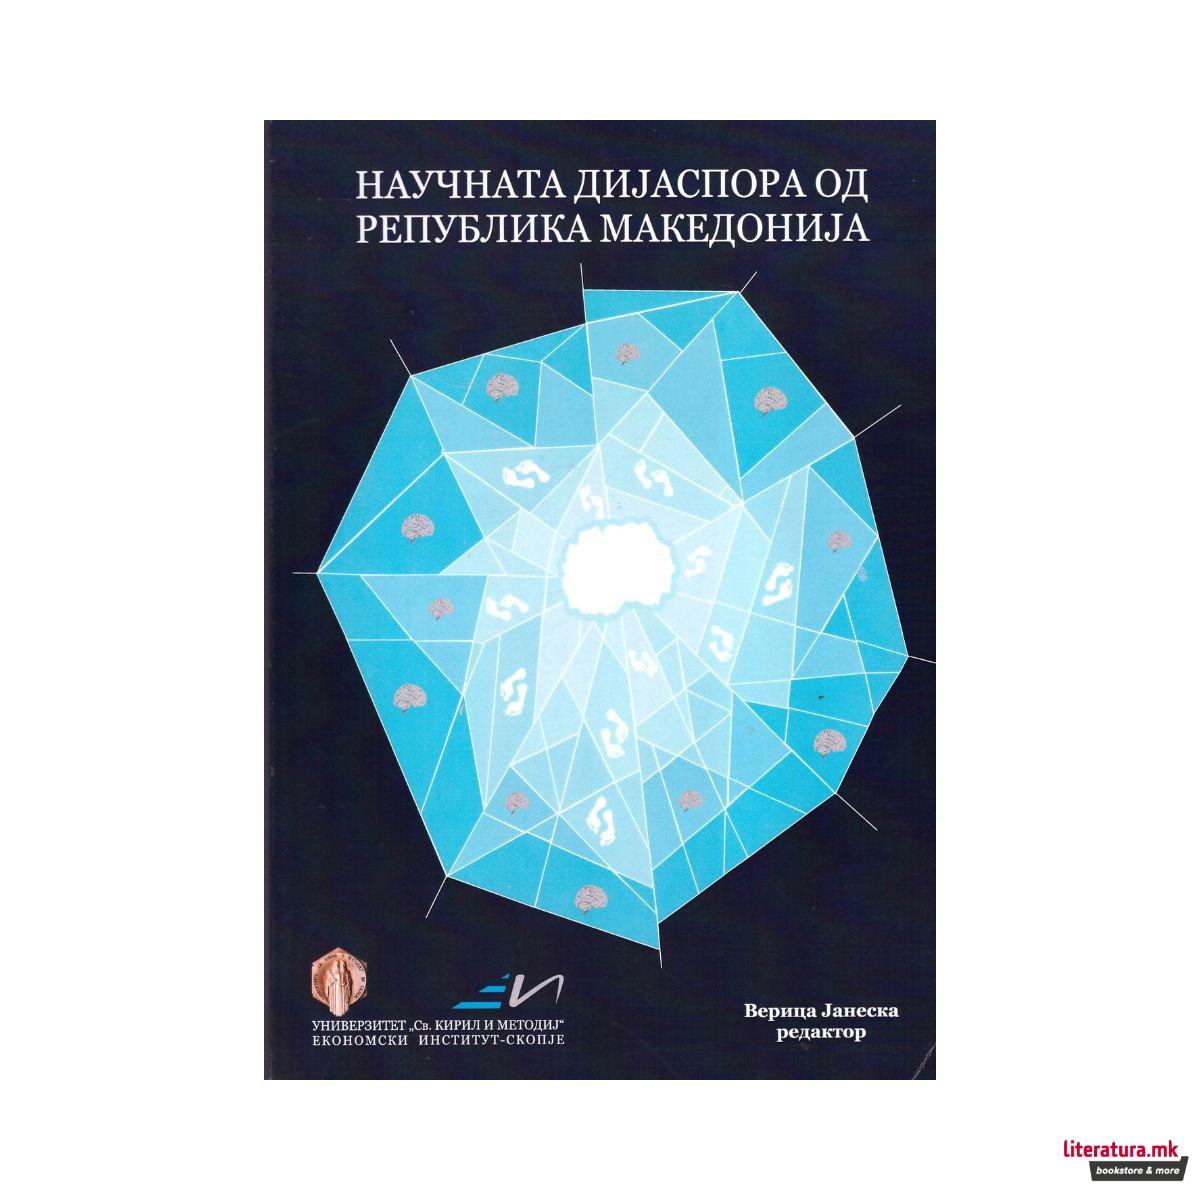 НАУЧНАТА ДИЈАСПОРА ОД
РЕПУБЛИКА МАКЕДОНИЈА
УНИВЕРЗИТЕТ „Св. КИРИЛ И МЕТОДИЈ“
ЕКОНОМСКИ ИНСТИТУТ-СКОПЈЕ
Верица Јанеска
редактор
literatura.mk
bookstore & more